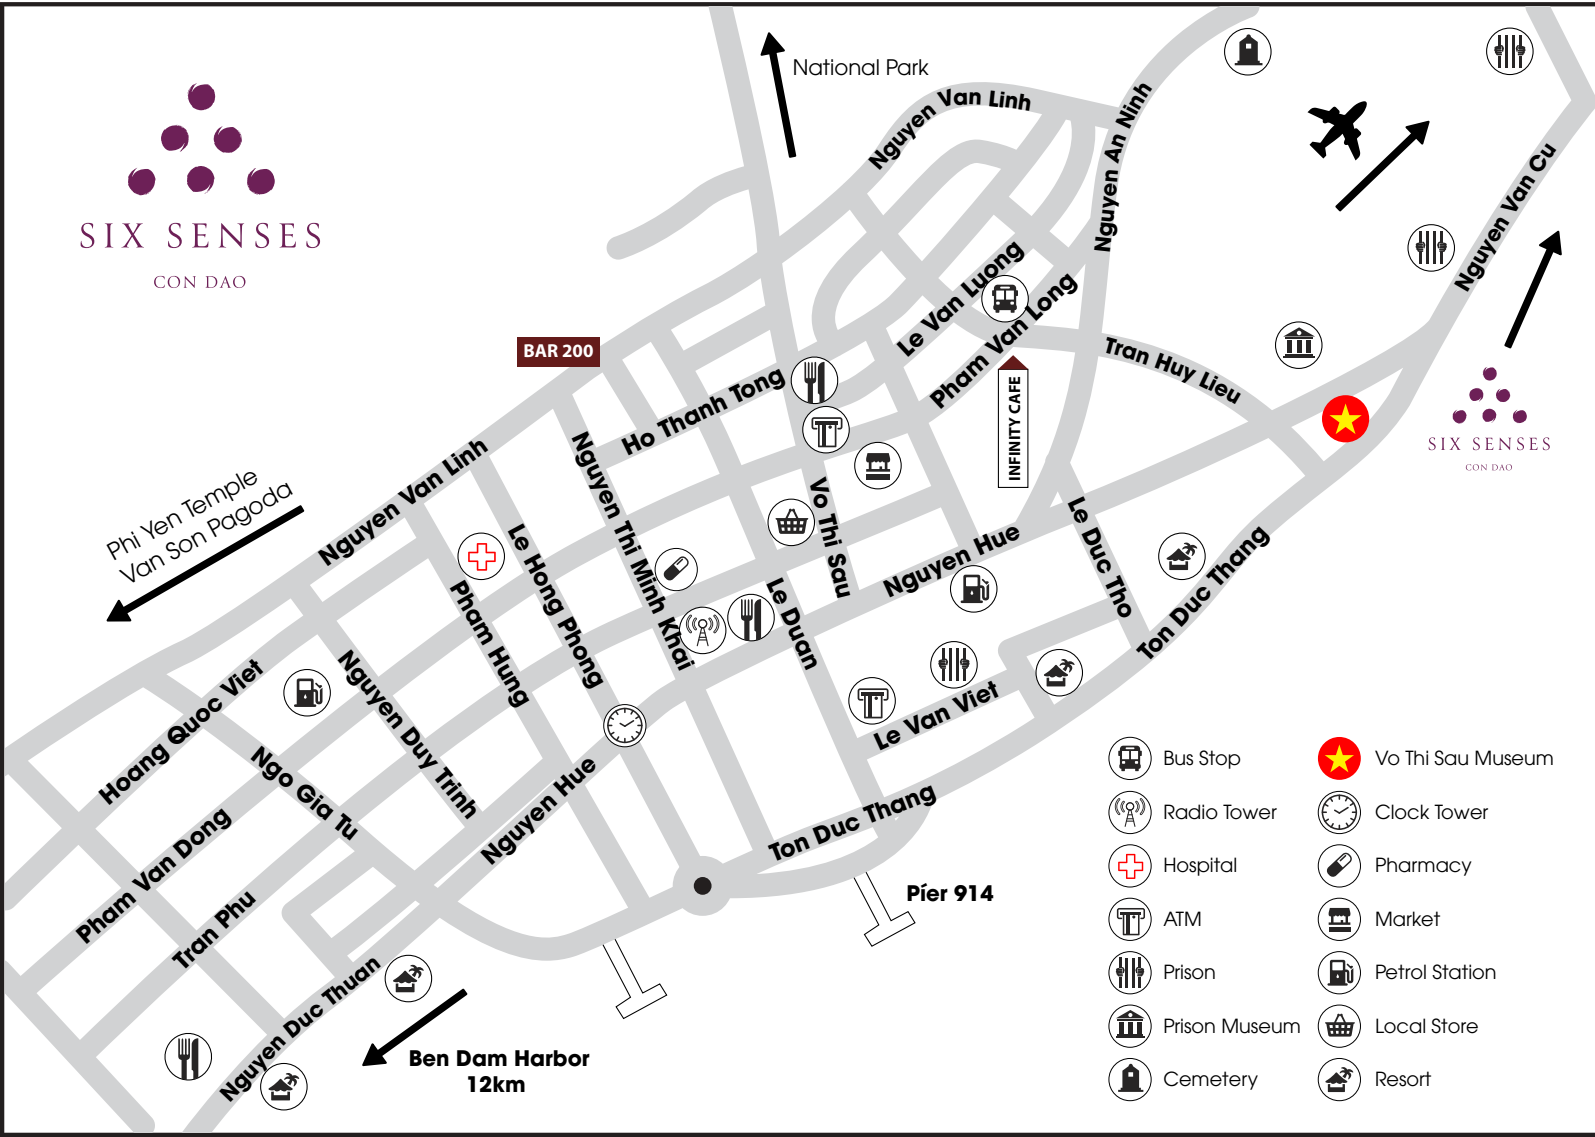 SIX SENSES
CON DAO
National Park
Nguyen Van Linh
Nguyen An Ninh
Nguyen Van Cu
Le Van Luong
Pham Van Long
BAR 200
Tran Huy Lieu
INFINITY CAFE
Ho Thanh Tong
SIX SENSES
CON DAO
Nguyen Van Linh
Phi Yen Temple
Van Son Pagoda
Nguyen Thi Minh Khai
Vo Thi Sau
Le Hong Phong
Nguyen Hue
Le Duc Tho
Ton Duc Thang
Pham Hung
Le Duan
Hoang Quoc Viet
Nguyen Duy Trinh
Le Van Viet
Ngo Gia Tu
Nguyen Hue
Ton Duc Thang
Pham Van Dong
Tran Phu
Píer 914
Nguyen Duc Thuan
Ben Dam Harbor
12km
Bus Stop
Vo Thi Sau Museum
Radio Tower
Clock Tower
Hospital
Pharmacy
ATM
Market
Prison
Petrol Station
Prison Museum
Local Store
Cemetery
Resort